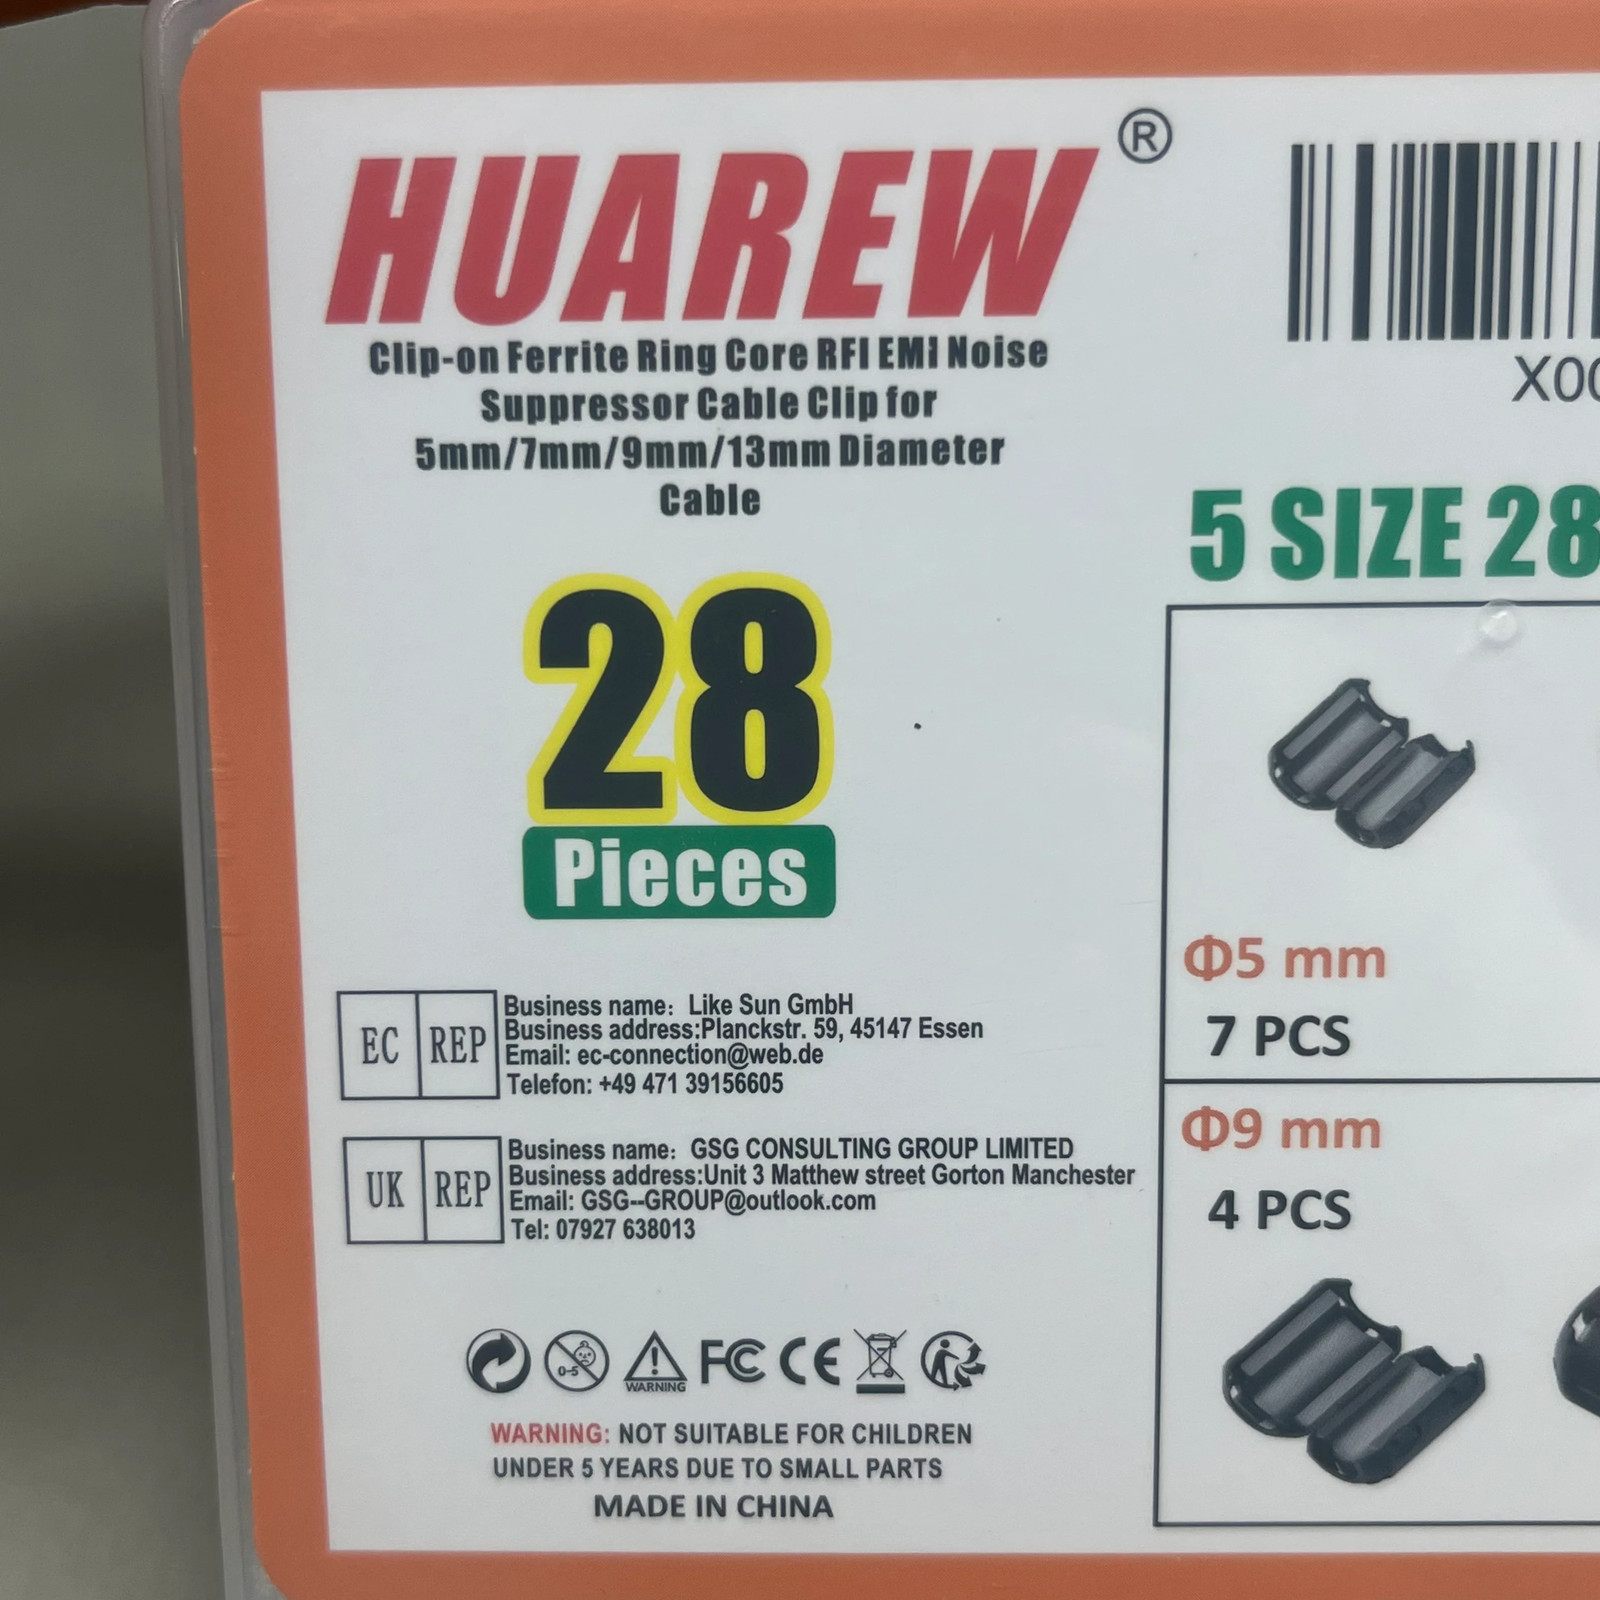 HUAREW®
Clip-on Ferrite Ring Core RFI EMI Noise
Suppressor Cable Clip for
5mm/7mm/9mm/13mm Diameter
Cable
28
Pieces
EC REP
Business name: Like Sun GmbH
Business address:Planckstr. 59, 45147 Essen
Email: ec-connection@web.de
Telefon: +49 471 39156605
UK REP
Business name: GSG CONSULTING GROUP LIMITED
Business address:Unit 3 Matthew street Gorton Manchester
Email: GSG--GROUP@outlook.com
Tel: 07927 638013
0-5
WARNING
FC CE
WARNING: NOT SUITABLE FOR CHILDREN
UNDER 5 YEARS DUE TO SMALL PARTS
MADE IN CHINA
X00
5 SIZE 28
Φ5 mm
7 PCS
Φ9 mm
4 PCS